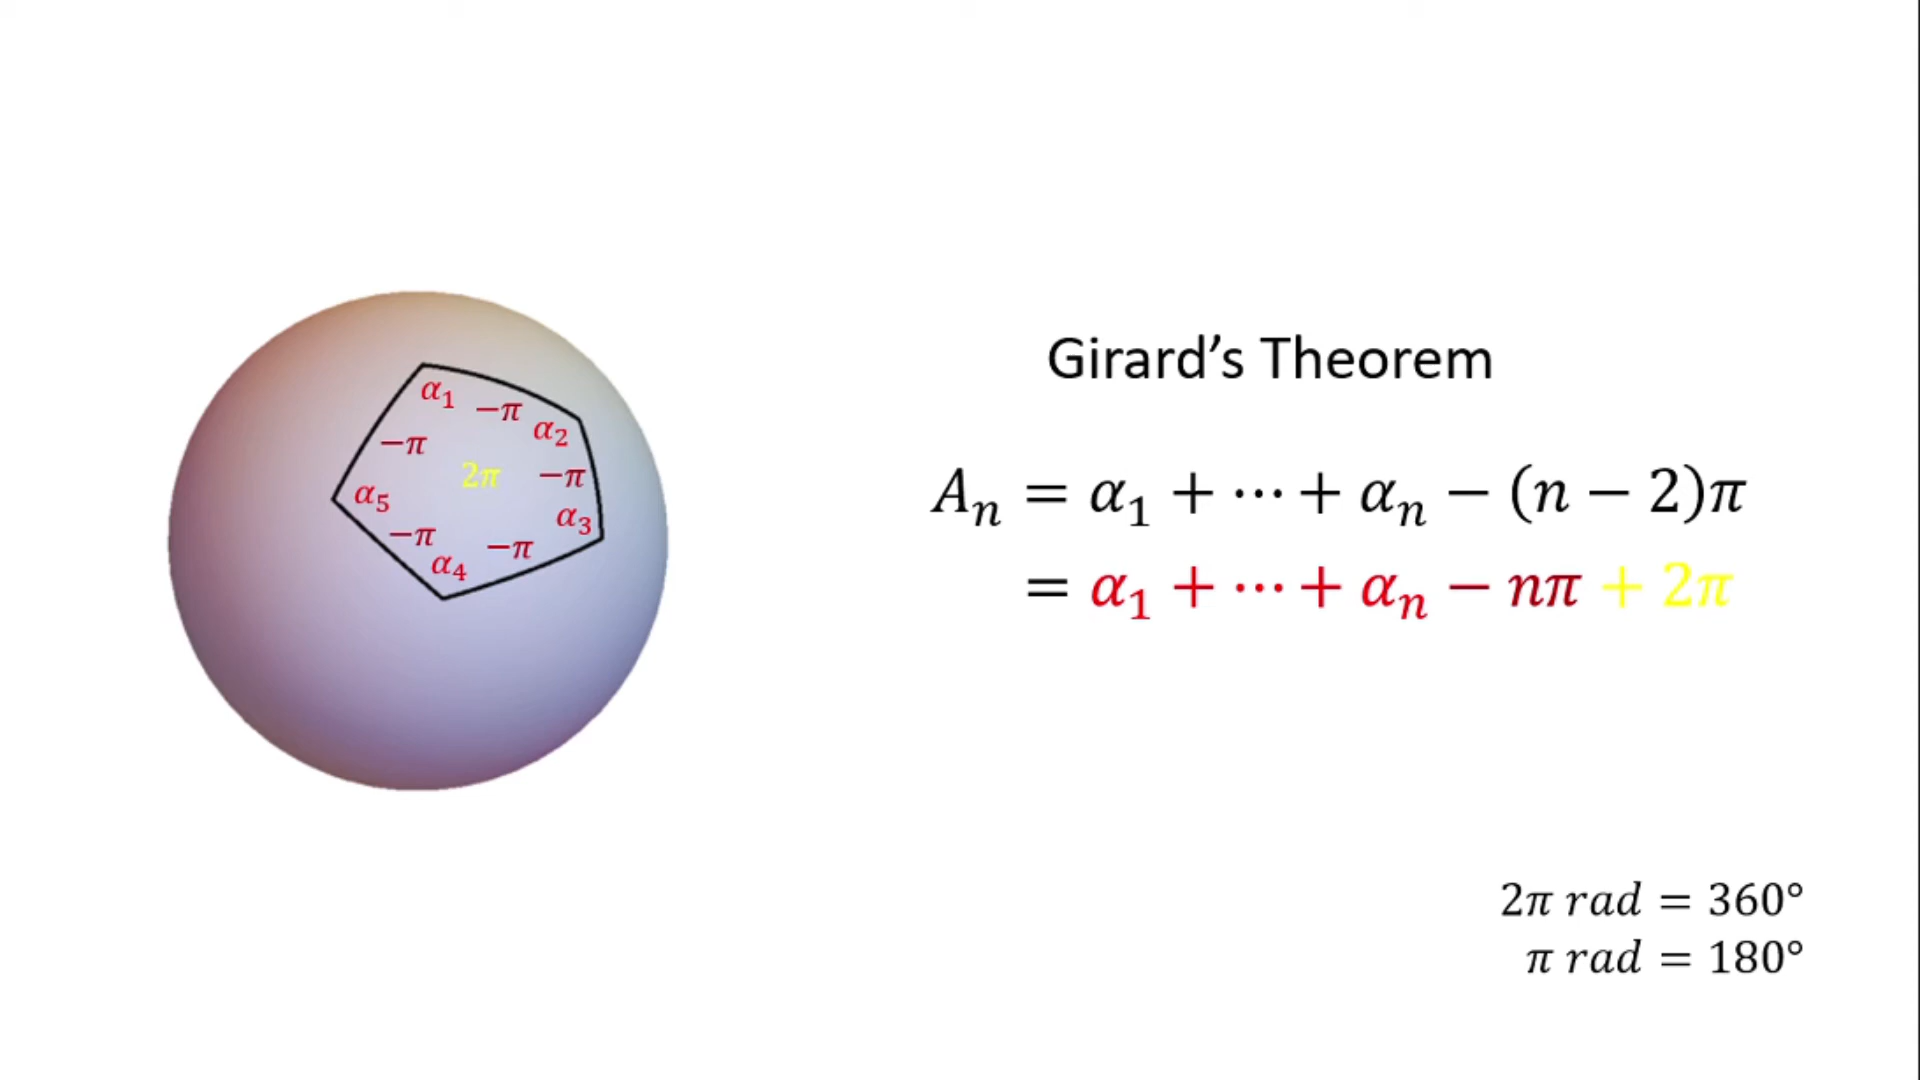 Girard's Theorem
Aₙ = α₁ + ⋯ + αₙ − (n − 2)π
= α₁ + ⋯ + αₙ − nπ + 2π
α₁ −π
α₂
−π
2π −π
α₅
α₃
−π −π
α₄
2π rad = 360°
π rad = 180°